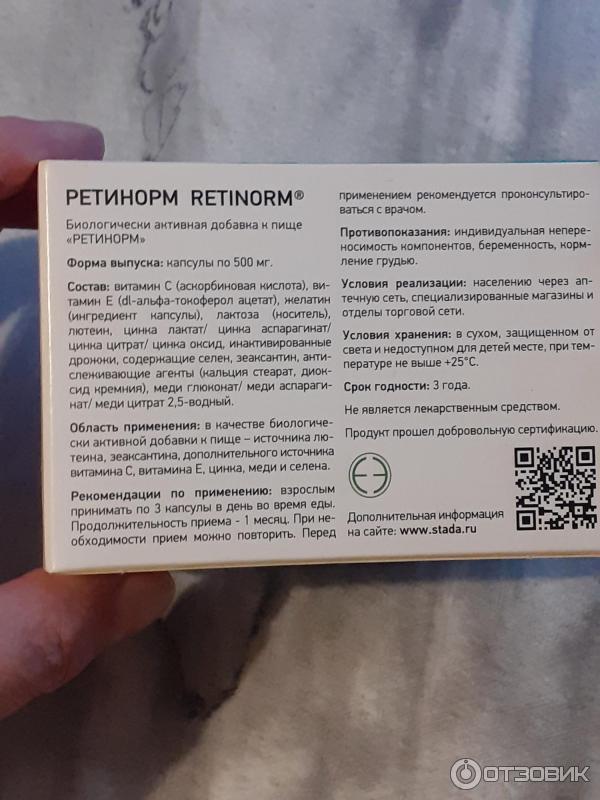 РЕТИНОРМ RETINORM®
Биологически активная добавка к пище
«РЕТИНОРМ»
Форма выпуска: капсулы по 500 мг.
Состав: витамин С (аскорбиновая кислота), ви-
тамин Е (dl-альфа-токоферол ацетат), желатин
(ингредиент капсулы), лактоза (носитель),
лютеин, цинка лактат/ цинка аспарагинат/
цинка цитрат/ цинка оксид, инактивированные
дрожжи, содержащие селен, зеаксантин, анти-
слеживающие агенты (кальция стеарат, диок-
сид кремния), меди глюконат/ меди аспараги-
нат/ меди цитрат 2,5-водный.
Область применения: в качестве биологиче-
ски активной добавки к пище – источника лю-
теина, зеаксантина, дополнительного источника
витамина С, витамина Е, цинка, меди и селена.
Рекомендации по применению: взрослым
принимать по 3 капсулы в день во время еды.
Продолжительность приема - 1 месяц. При не-
обходимости прием можно повторить. Перед
применением рекомендуется проконсультиро-
ваться с врачом.
Противопоказания: индивидуальная непере-
носимость компонентов, беременность, корм-
ление грудью.
Условия реализации: населению через ап-
течную сеть, специализированные магазины и
отделы торговой сети.
Условия хранения: в сухом, защищенном от
света и недоступном для детей месте, при тем-
пературе не выше +25°С.
Срок годности: 3 года.
Не является лекарственным средством.
Продукт прошел добровольную сертификацию.
Дополнительная информация
на сайте: www.stada.ru
ОТЗОВИК